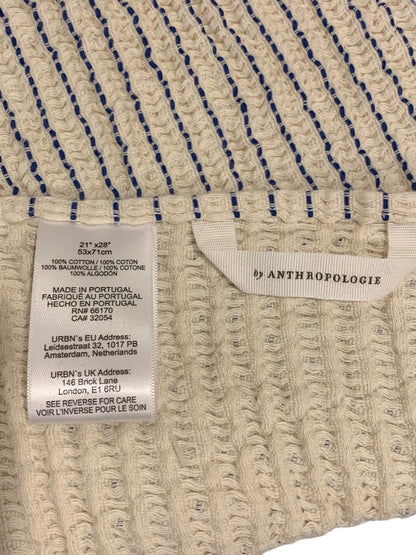 21" x28"
53x71cm
100% COTTON / 100% COTON
100% BAUMWOLLE / 100% COTONE
100% ALGODÓN
MADE IN PORTUGAL
FABRIQUÉ AU PORTUGAL
HECHO EN PORTUGAL
RN# 66170
CA# 32054
URBN`s EU Address:
Leidsestraat 32, 1017 PB
Amsterdam, Netherlands
URBN`s UK Address:
146 Brick Lane
London, E1 6RU
SEE REVERSE FOR CARE
VOIR L'INVERSE POUR LE SOIN
by ANTHROPOLOGIE